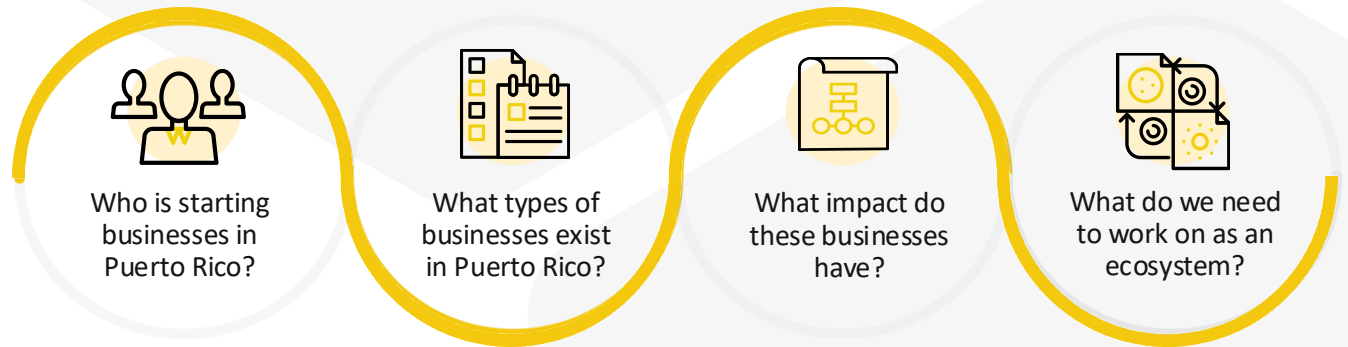 Who is starting
businesses in
Puerto Rico?
What types of
businesses exist
in Puerto Rico?
What impact do
these businesses
have?
What do we need
to work on as an
ecosystem?